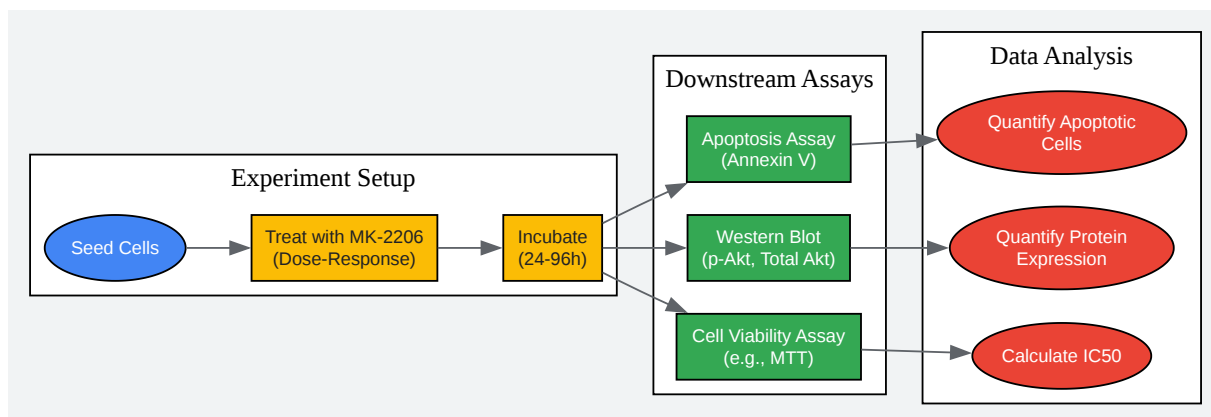 Experiment Setup
Seed Cells
Treat with MK-2206
(Dose-Response)
Incubate
(24-96h)
Downstream Assays
Apoptosis Assay
(Annexin V)
Western Blot
(p-Akt, Total Akt)
Cell Viability Assay
(e.g., MTT)
Data Analysis
Quantify Apoptotic
Cells
Quantify Protein
Expression
Calculate IC50